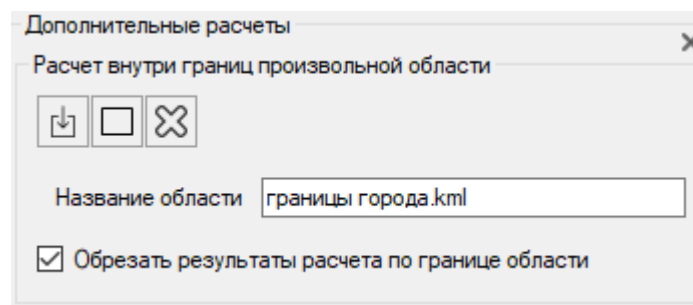 Дополнительные расчеты
Расчет внутри границ произвольной области
Название области границы города.kml
Обрезать результаты расчета по границе области